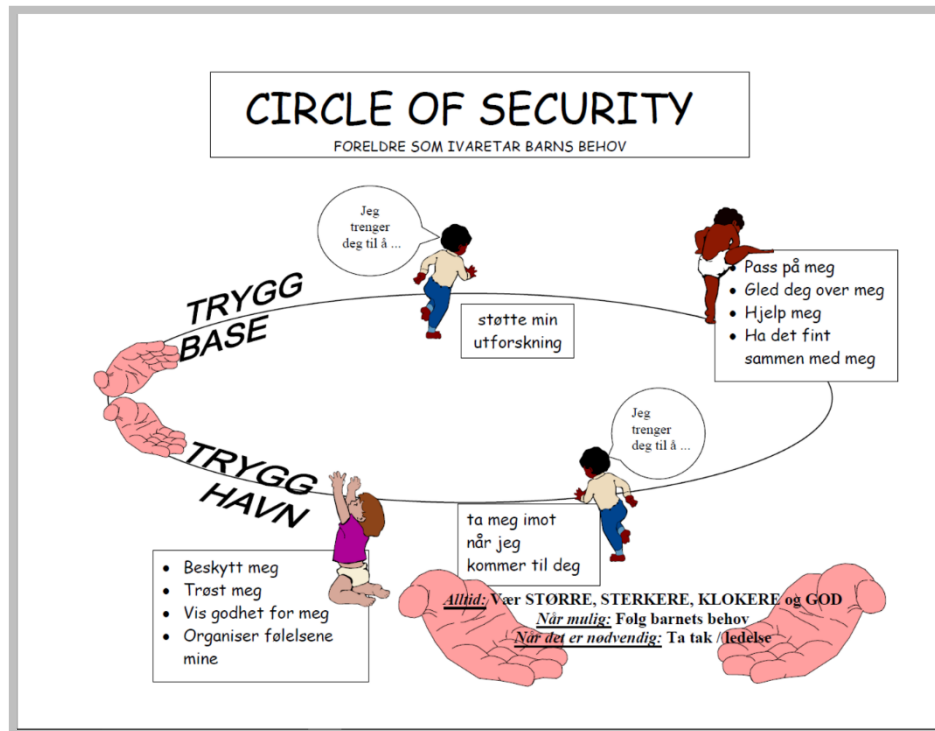 CIRCLE OF SECURITY
FORELDRE SOM IVARETAR BARNS BEHOV
Jeg
trenger
deg til å ...
TRYGG
BASE
støtte min
utforskning
• Pass på meg
• Gled deg over meg
• Hjelp meg
• Ha det fint
sammen med meg
Jeg
trenger
deg til å ...
TRYGG
HAVN
ta meg imot
når jeg
kommer til deg
• Beskytt meg
• Trøst meg
• Vis godhet for meg
• Organiser følelsene
mine
Alltid: Vær STØRRE, STERKERE, KLOKERE og GOD
Når mulig: Følg barnets behov
Når det er nødvendig: Ta tak / ledelse